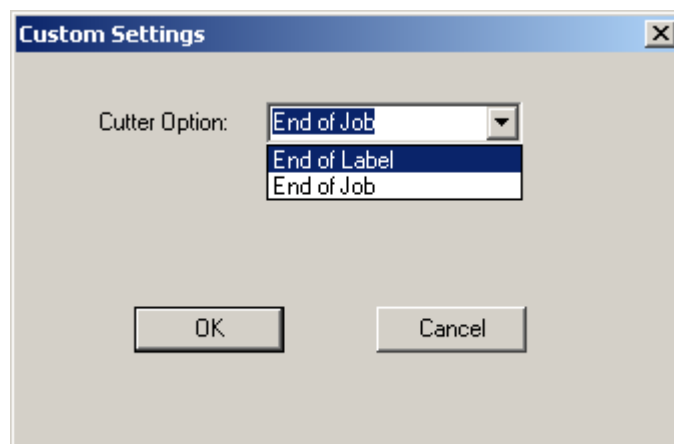 Custom Settings
Cutter Option: End of Job
End of Label
End of Job
OK Cancel